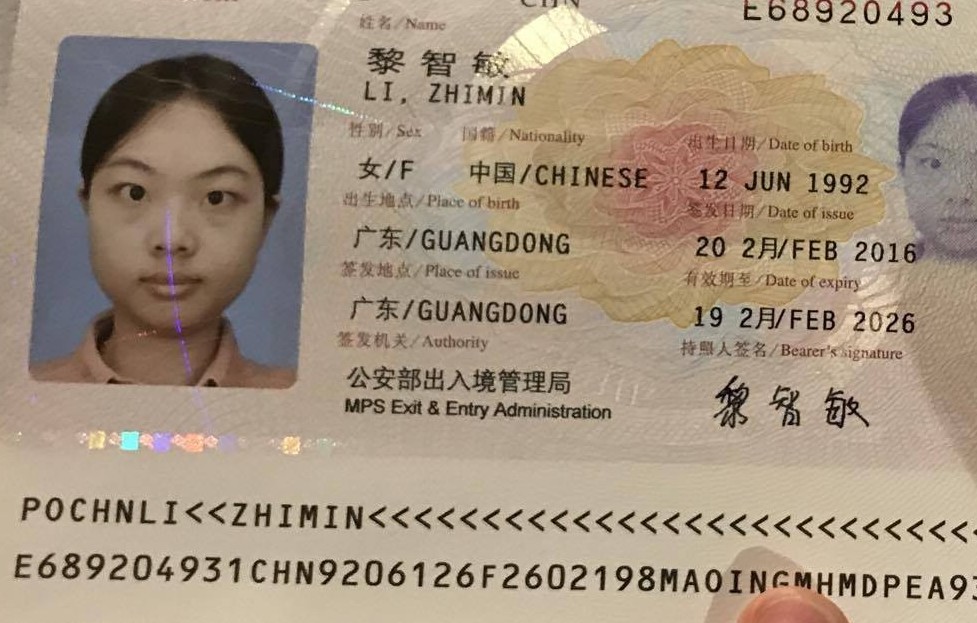 CHN
E68920493
姓名/Name
黎智敏
LI, ZHIMIN
性别/Sex 国籍/Nationality 出生日期/Date of birth
女/F 中国/CHINESE 12 JUN 1992
出生地点/Place of birth 签发日期/Date of issue
广东/GUANGDONG 20 2月/FEB 2016
签发地点/Place of issue 有效期至/Date of expiry
广东/GUANGDONG 19 2月/FEB 2026
签发机关/Authority 持照人签名/Bearer's signature
公安部出入境管理局
MPS Exit & Entry Administration
黎智敏
POCHNLI<<ZHIMIN<<<<<<<<<<<<<<<<<<<<<<<<<<